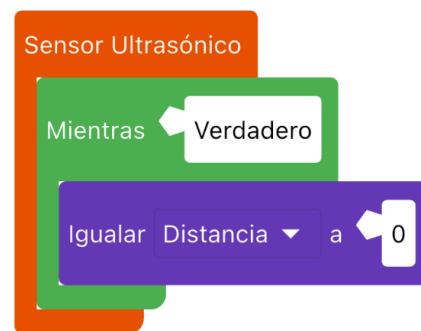 Sensor Ultrasónico
Mientras Verdadero
Igualar Distancia a 0